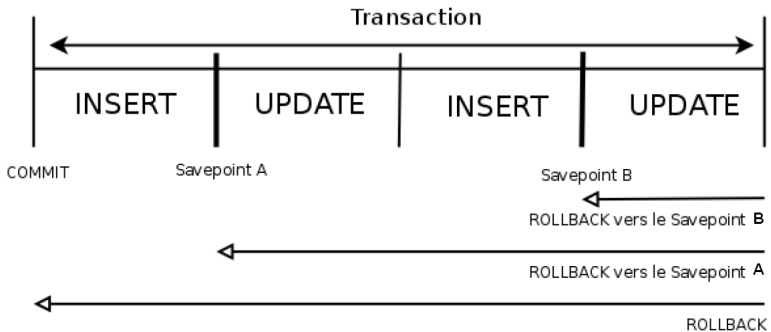 Transaction
INSERT UPDATE INSERT UPDATE
COMMIT Savepoint A Savepoint B
ROLLBACK vers le Savepoint B
ROLLBACK vers le Savepoint A
ROLLBACK